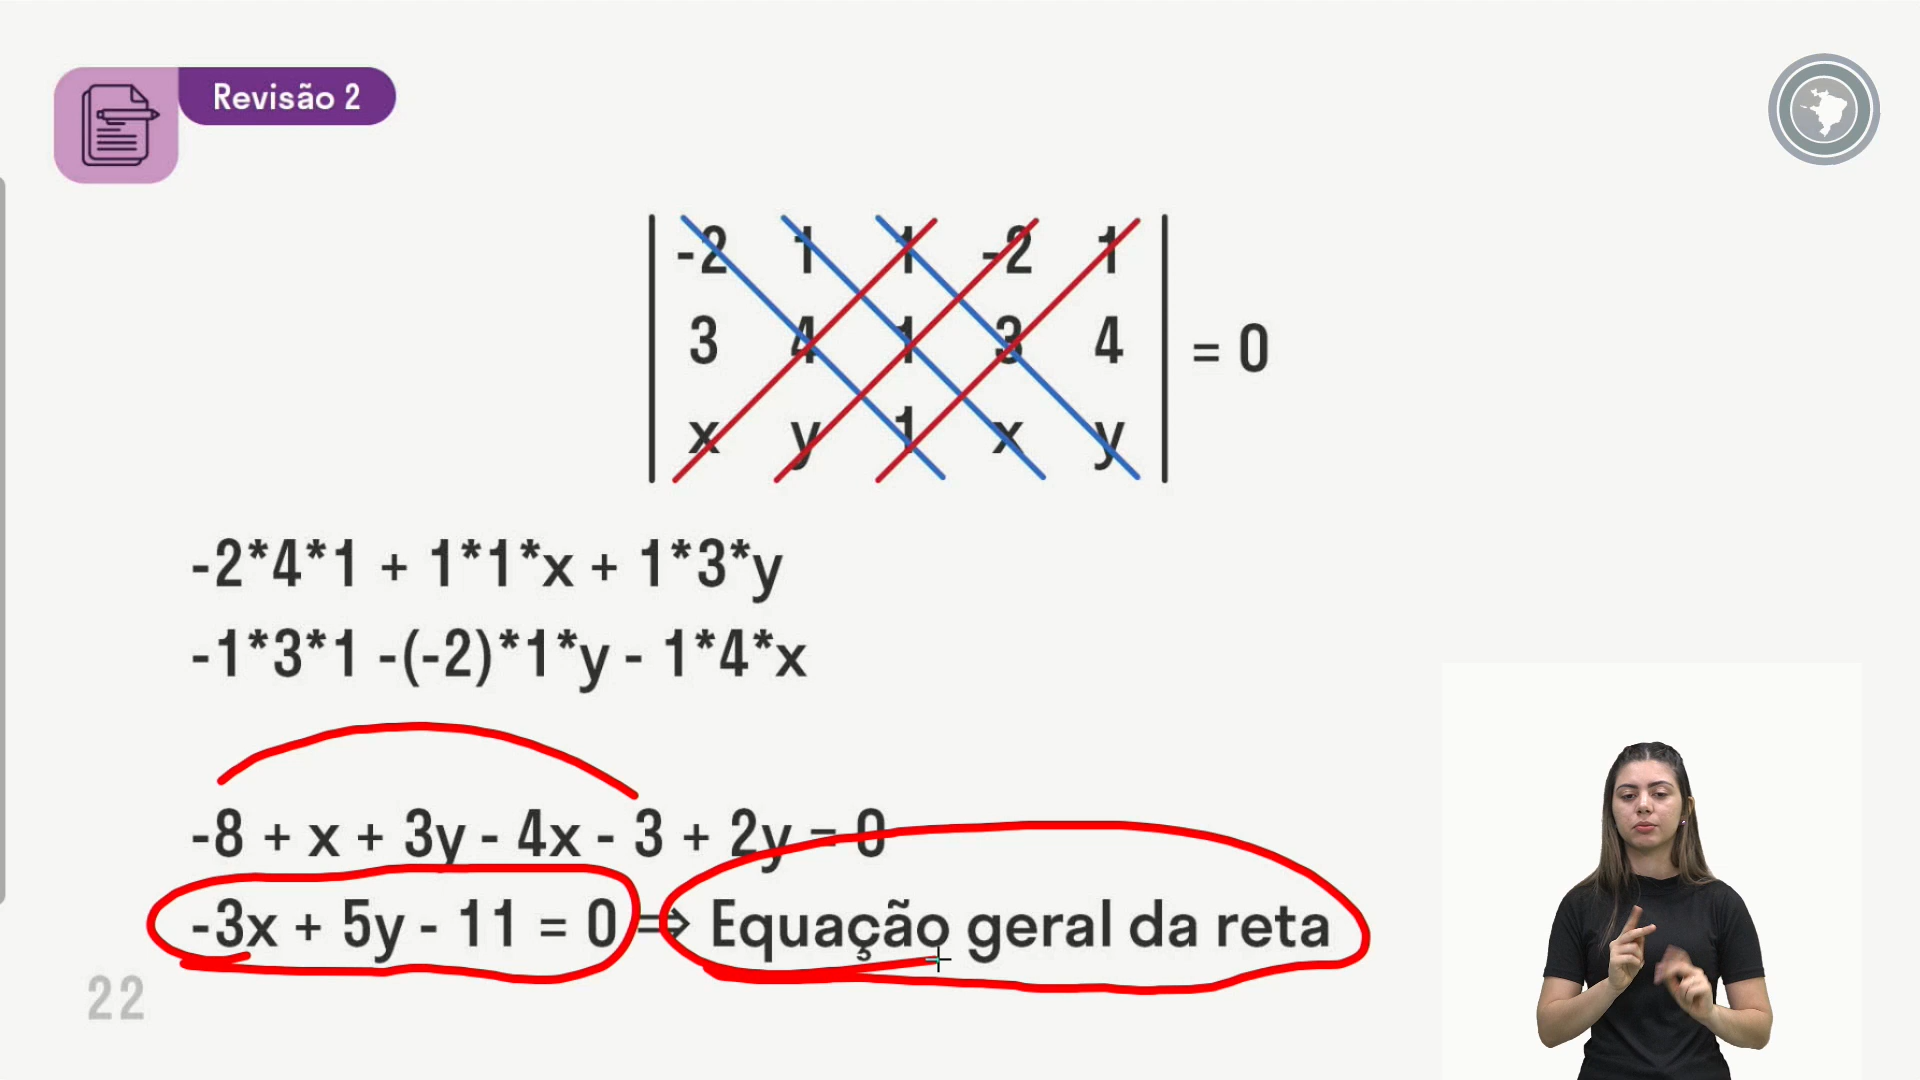 Revisão 2
-2 1 1 -2 1
3 4 1 3 4 = 0
x y 1 x y
-2*4*1 + 1*1*x + 1*3*y
-1*3*1 -(-2)*1*y - 1*4*x
-8 + x + 3y - 4x - 3 + 2y = 0
-3x + 5y - 11 = 0 ⇒ Equação geral da reta
22